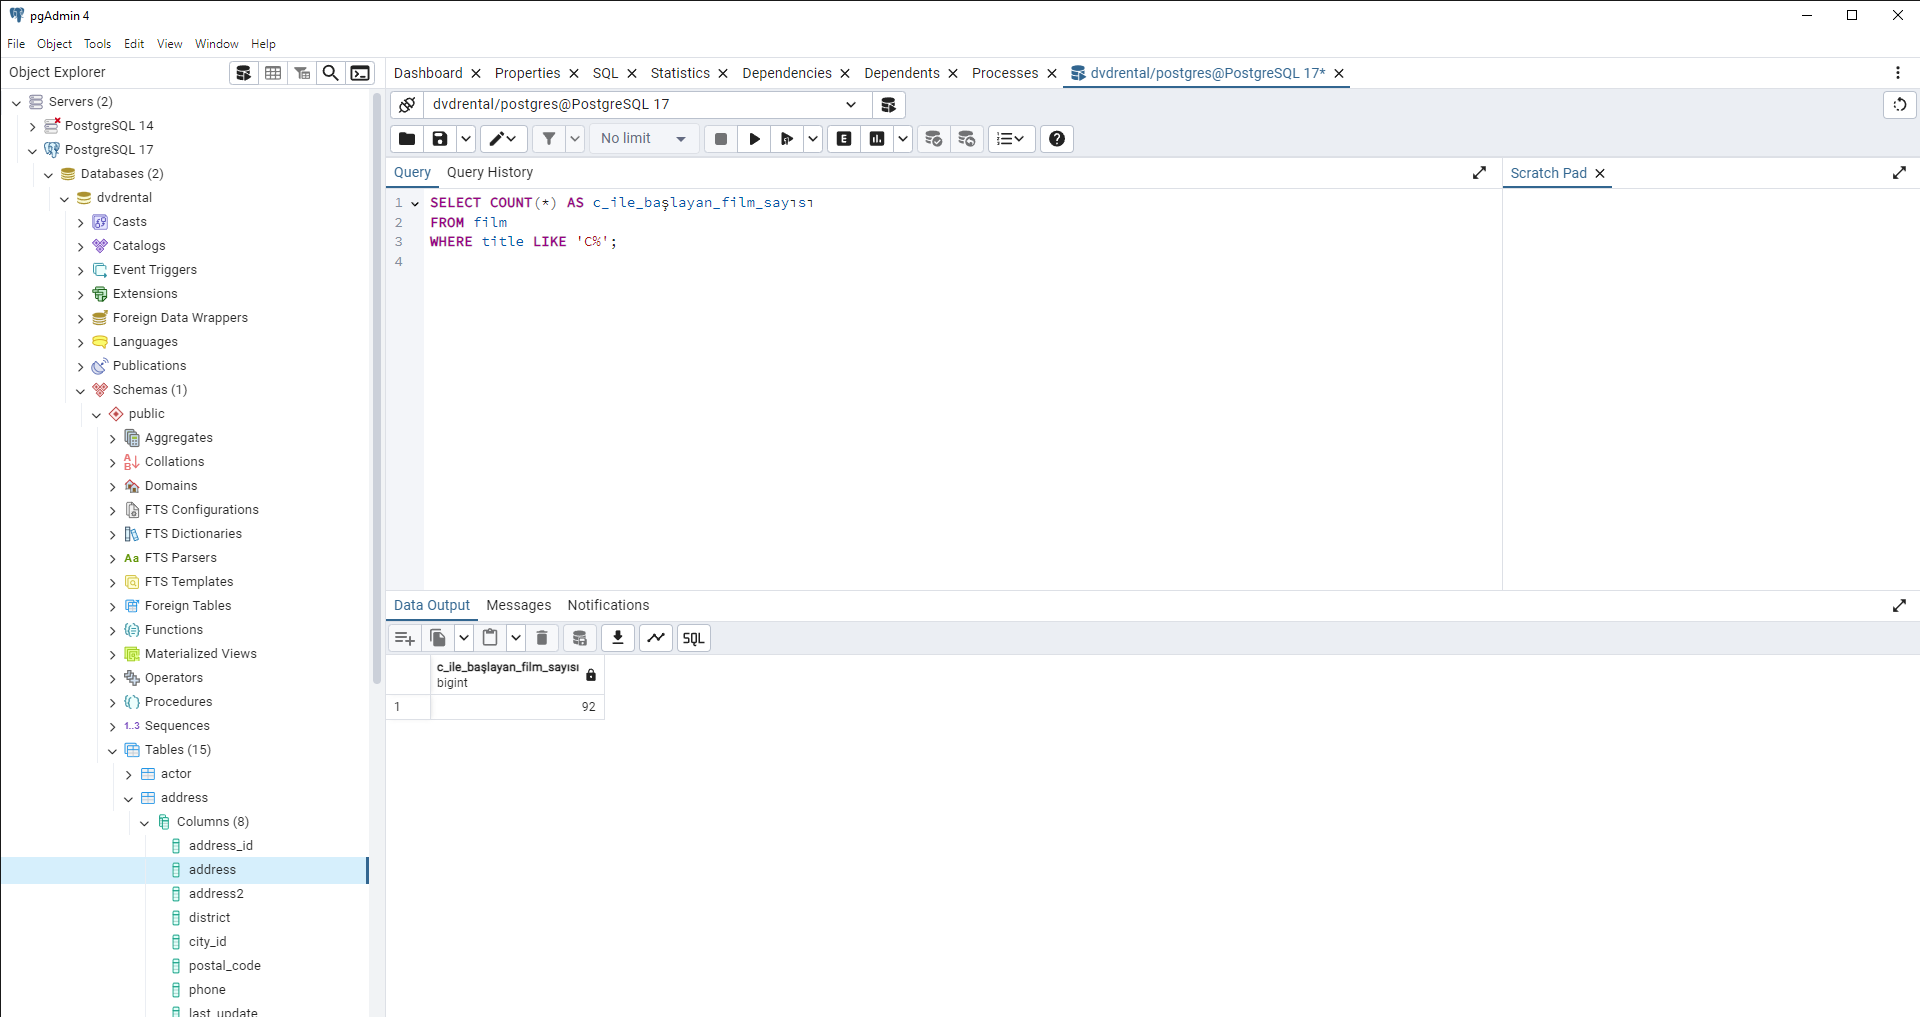 pgAdmin 4
File Object Tools Edit View Window Help
Object Explorer
Servers (2)
PostgreSQL 14
PostgreSQL 17
Databases (2)
dvdrental
Casts
Catalogs
Event Triggers
Extensions
Foreign Data Wrappers
Languages
Publications
Schemas (1)
public
Aggregates
Collations
Domains
FTS Configurations
FTS Dictionaries
Aa FTS Parsers
FTS Templates
Foreign Tables
Functions
Materialized Views
Operators
Procedures
1..3 Sequences
Tables (15)
actor
address
Columns (8)
address_id
address
address2
district
city_id
postal_code
phone
last_update
Dashboard Properties SQL Statistics Dependencies Dependents Processes dvdrental/postgres@PostgreSQL 17*
dvdrental/postgres@PostgreSQL 17
No limit E
Query Query History
1 SELECT COUNT(*) AS c_ile_başlayan_film_sayısı
2 FROM film
3 WHERE title LIKE 'C%';
4
Scratch Pad
Data Output Messages Notifications
SQL
c_ile_başlayan_film_sayısı
bigint
1 92